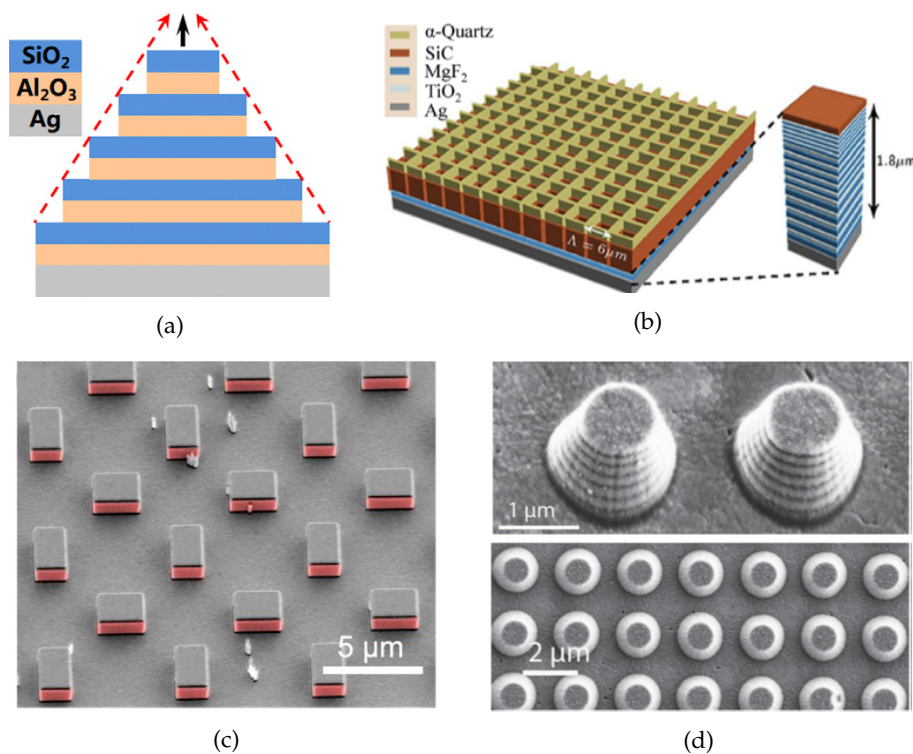 SiO₂
Al₂O₃
Ag
(a)
α-Quartz
SiC
MgF₂
TiO₂
Ag
Λ = 6μm
1.8μm
(b)
5 μm
(c)
1 μm
2 μm
(d)